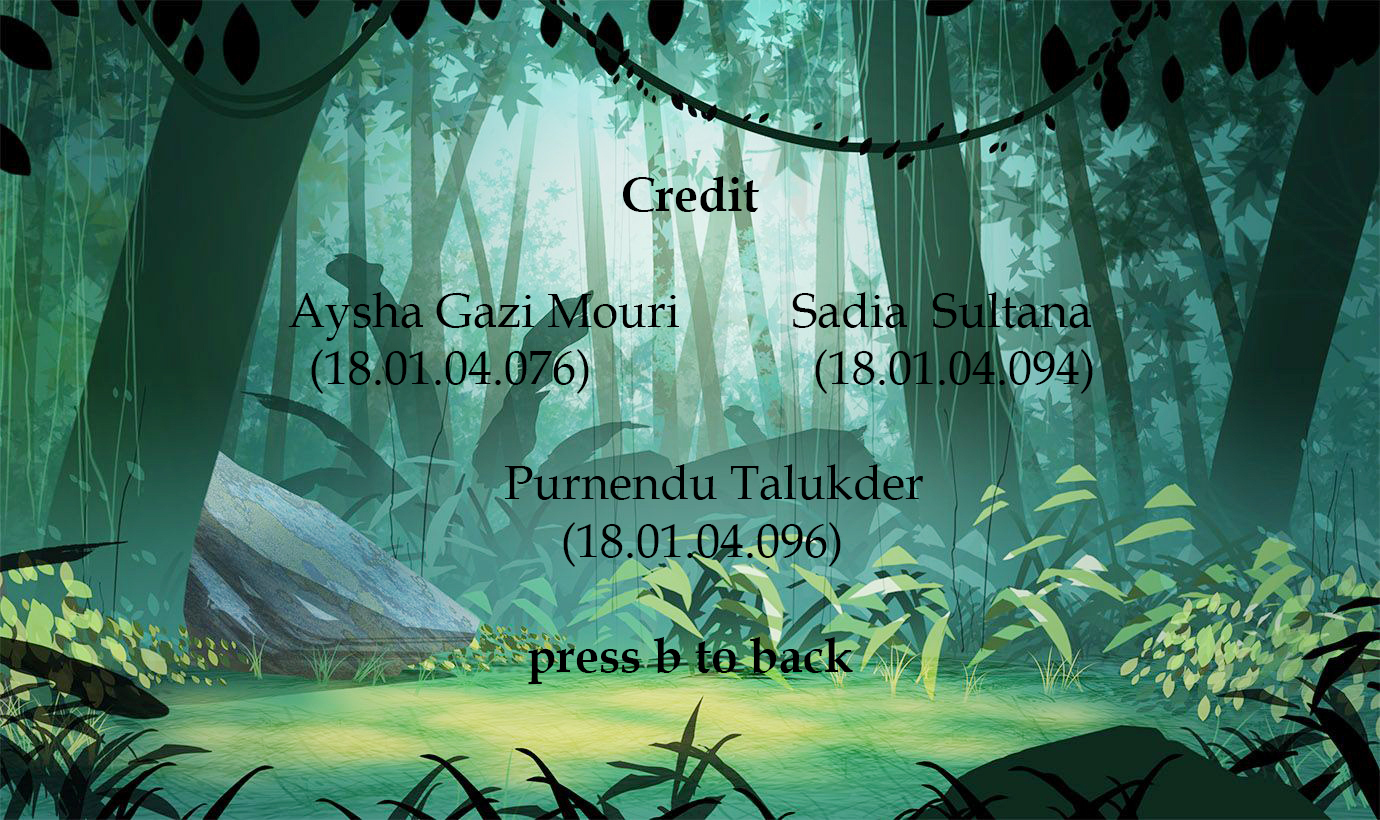 Credit
Aysha Gazi Mouri Sadia Sultana
(18.01.04.076) (18.01.04.094)
Purnendu Talukder
(18.01.04.096)
press b to back